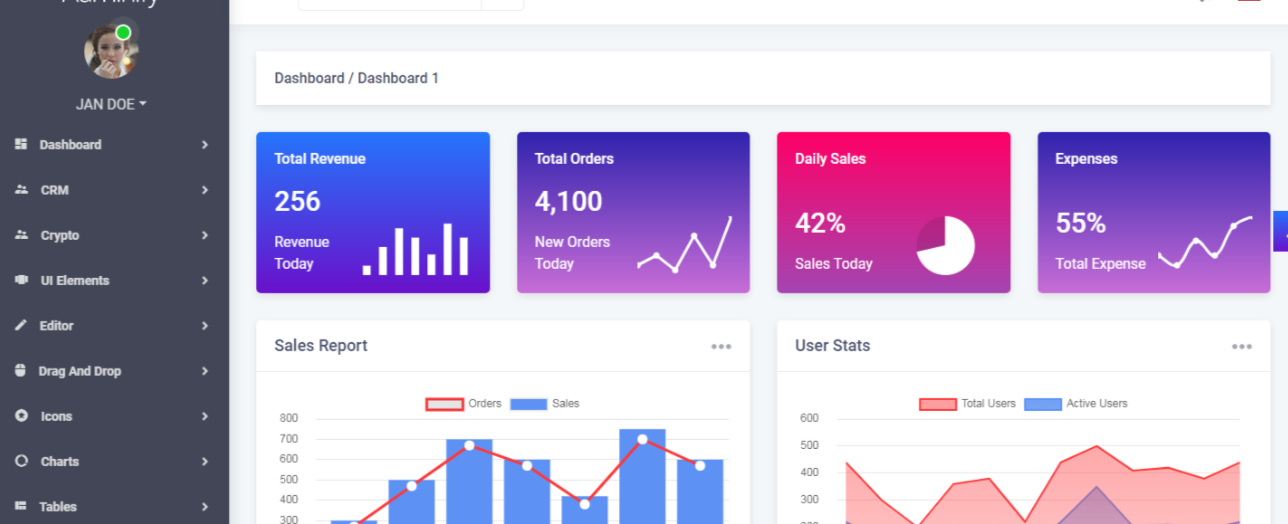 JAN DOE
Dashboard
CRM
Crypto
UI Elements
Editor
Drag And Drop
Icons
Charts
Tables
Dashboard / Dashboard 1
Total Revenue
256
Revenue
Today
Total Orders
4,100
New Orders
Today
Daily Sales
42%
Sales Today
Expenses
55%
Total Expense
Sales Report
Orders Sales
800
700
600
500
400
300
User Stats
Total Users Active Users
600
500
400
300